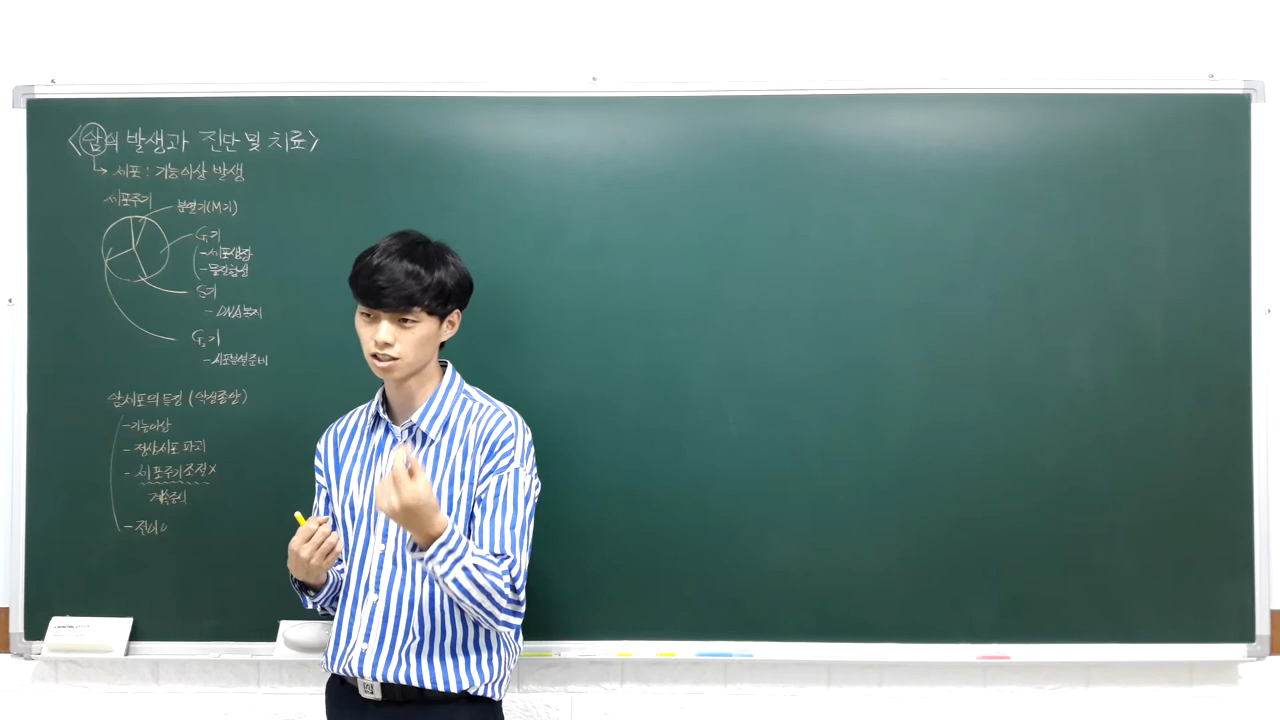 <암의 발생과 진단 및 치료>
→ 세포 : 기능이상 발생
세포주기
분열기(M기)
G₁기
- 세포생장
- 물질합성
S기
- DNA복제
G₂기
- 세포분열준비
암세포의 특징 (악성종양)
- 기능이상
- 정상세포 파괴
- 세포주기조절X
계속증식
- 전이O